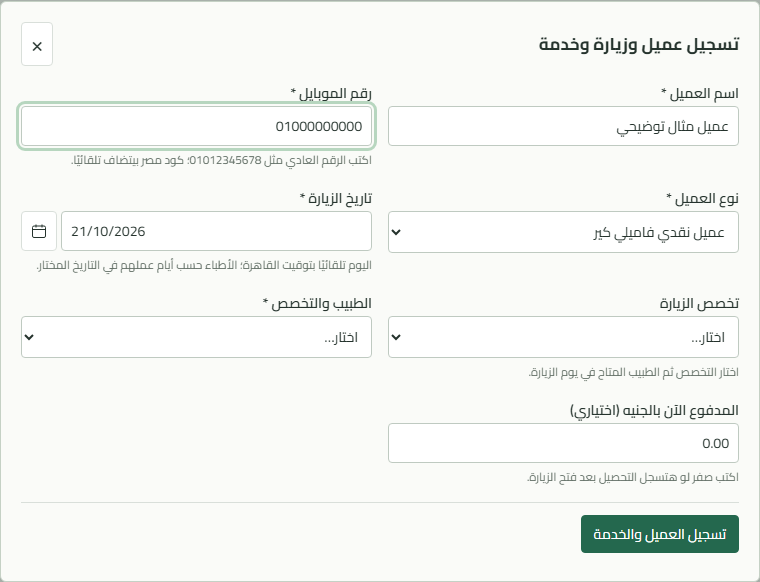 تسجيل عميل وزيارة وخدمة
×
اسم العميل *
عميل مثال توضيحي
رقم الموبايل *
01000000000
اكتب الرقم العادي مثل 01012345678؛ كود مصر بيتضاف تلقائيًا.
نوع العميل *
عميل نقدي فاميلي كير
تاريخ الزيارة *
21/10/2026
اليوم تلقائيًا بتوقيت القاهرة؛ الأطباء حسب أيام عملهم في التاريخ المختار.
تخصص الزيارة
اختار...
اختار التخصص ثم الطبيب المتاح في يوم الزيارة.
الطبيب والتخصص *
اختار...
المدفوع الآن بالجنيه (اختياري)
0.00
اكتب صفر لو هتسجل التحصيل بعد فتح الزيارة.
تسجيل العميل والخدمة